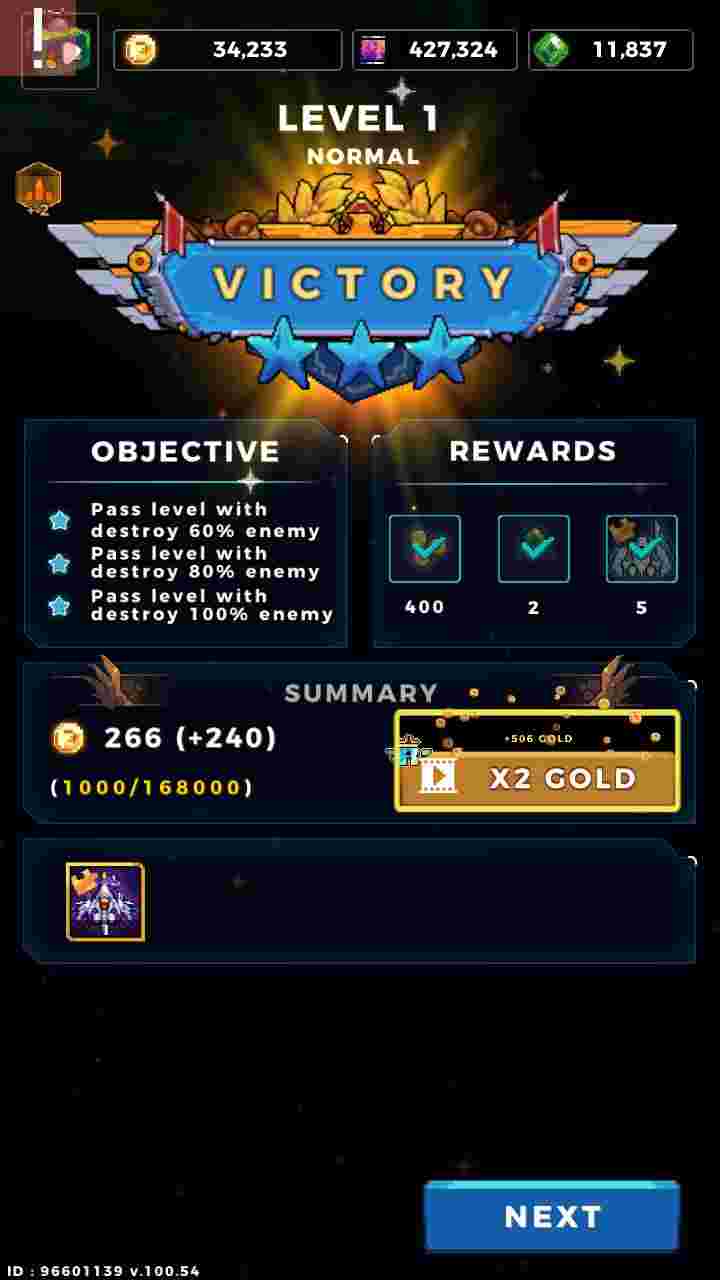 !
34,233
427,324
11,837
LEVEL 1
NORMAL
+2
VICTORY
OBJECTIVE
Pass level with
destroy 60% enemy
Pass level with
destroy 80% enemy
Pass level with
destroy 100% enemy
REWARDS
400
2
5
SUMMARY
266 (+240)
(1000/168000)
+506 GOLD
X2 GOLD
NEXT
ID : 96601139 v.100.54